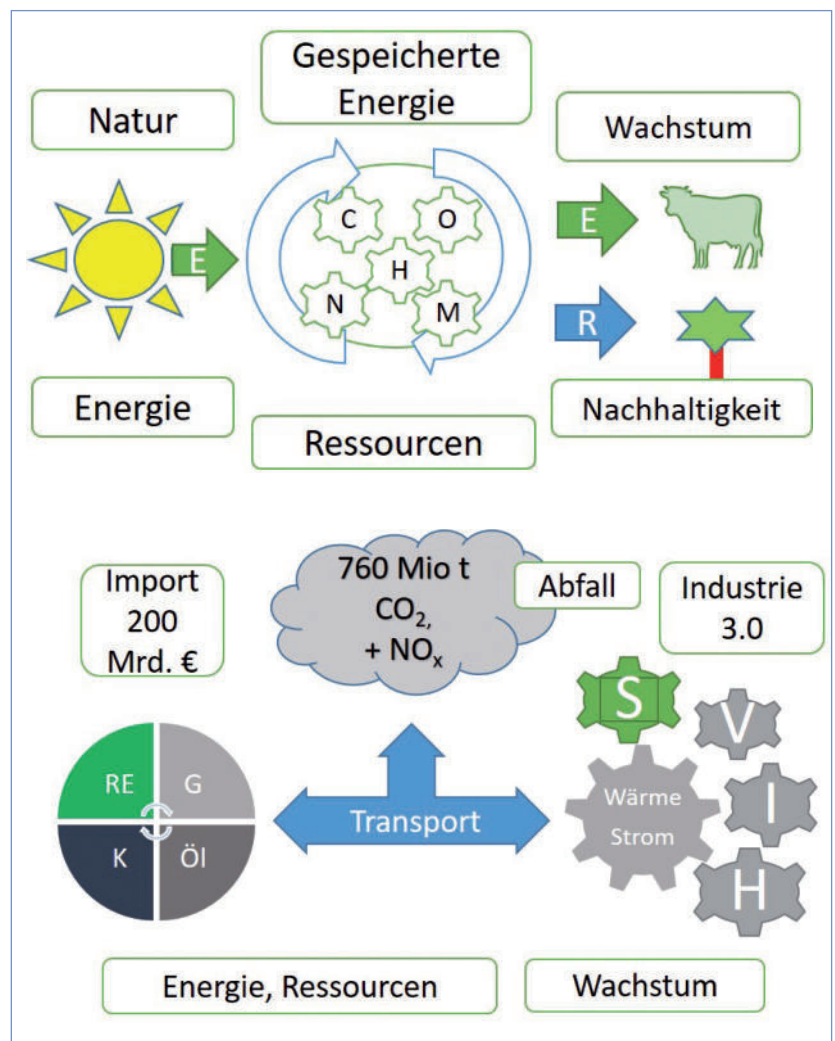 Gespeicherte
Energie
Natur
Wachstum
E
C
O
H
N
M
E
R
Energie
Ressourcen
Nachhaltigkeit
Import
200
Mrd. €
760 Mio t
CO₂,
+ NOₓ
Abfall
Industrie
3.0
S
V
RE
G
K
Öl
Transport
Wärme
Strom
I
H
Energie, Ressourcen
Wachstum